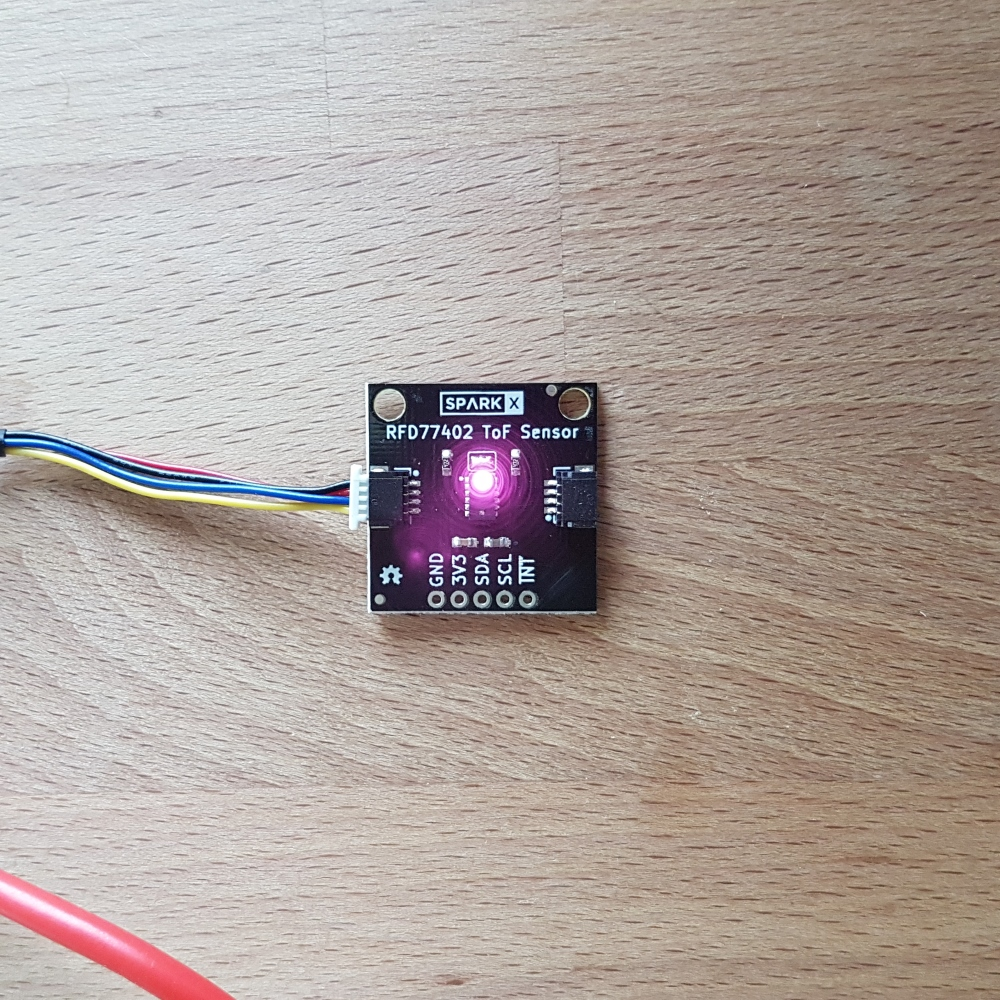 SPARK X
RFD77402 ToF Sensor
GND
3V3
SDA
SCL
INT